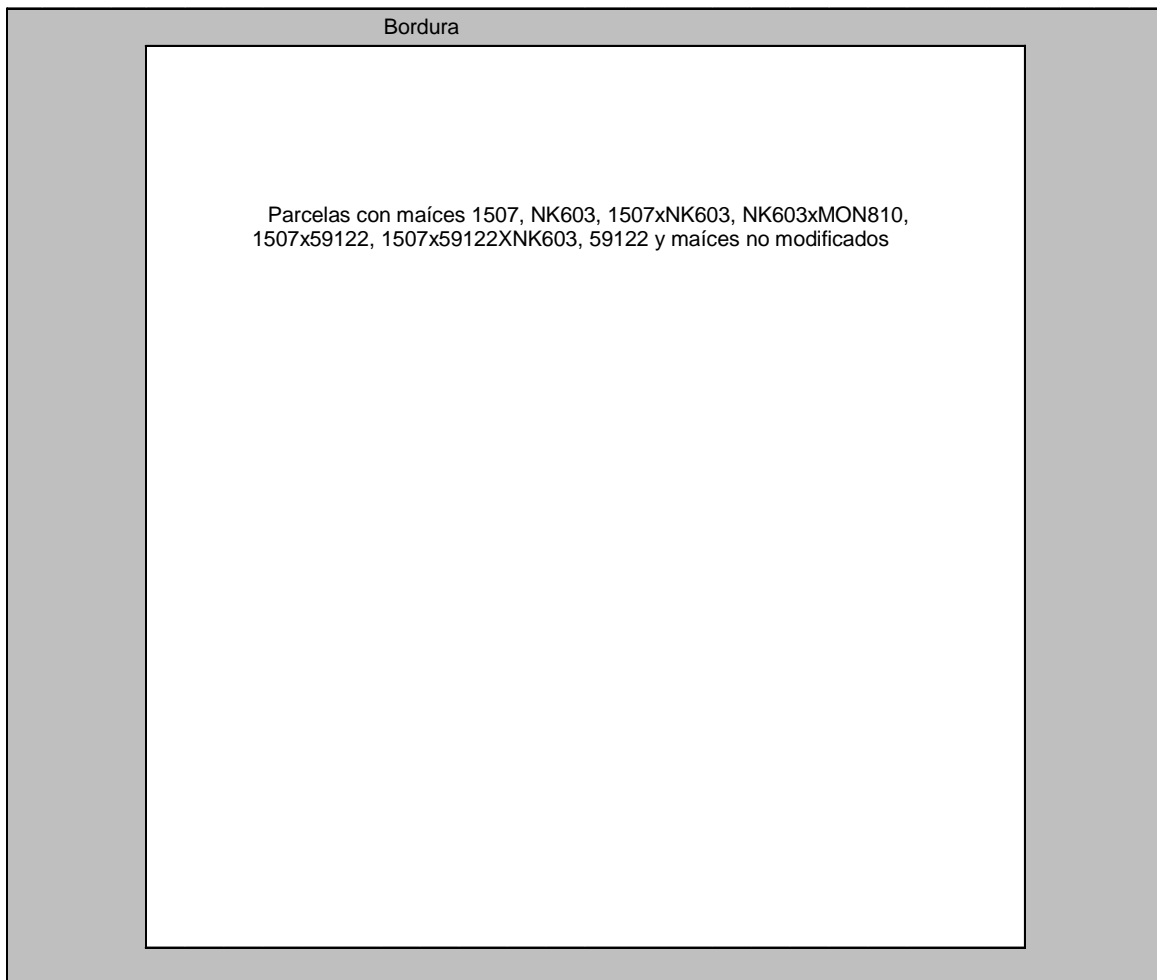 Bordura
Parcelas con maíces 1507, NK603, 1507xNK603, NK603xMON810,
1507x59122, 1507x59122XNK603, 59122 y maíces no modificados